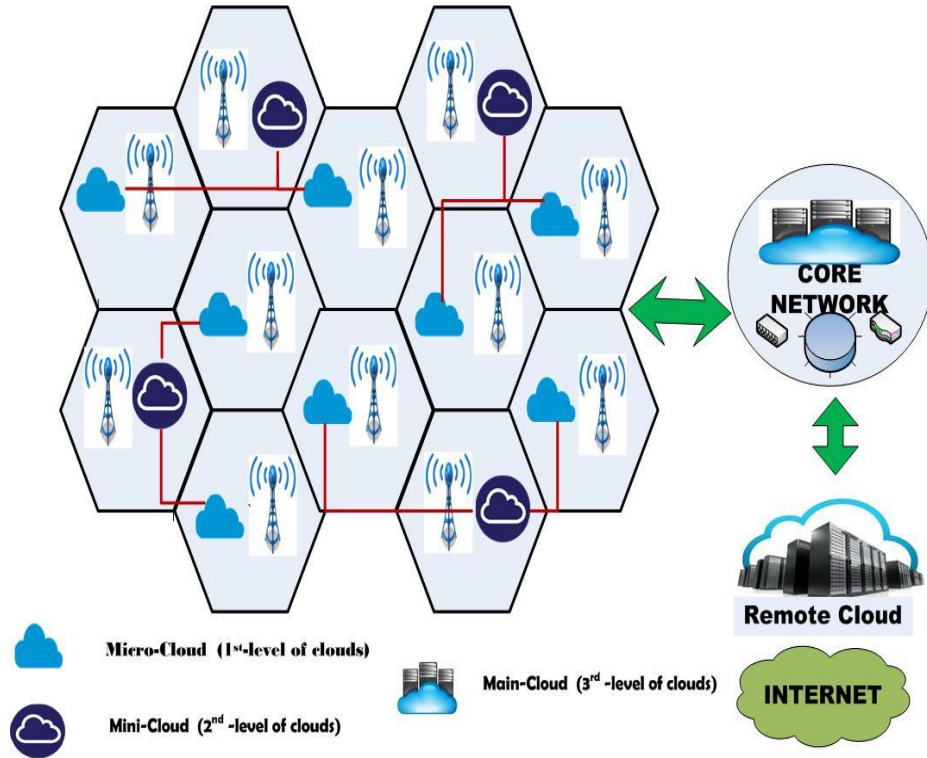 CORE
NETWORK
Remote Cloud
INTERNET
Micro-Cloud (1st-level of clouds)
Main-Cloud (3rd -level of clouds)
Mini-Cloud (2nd -level of clouds)